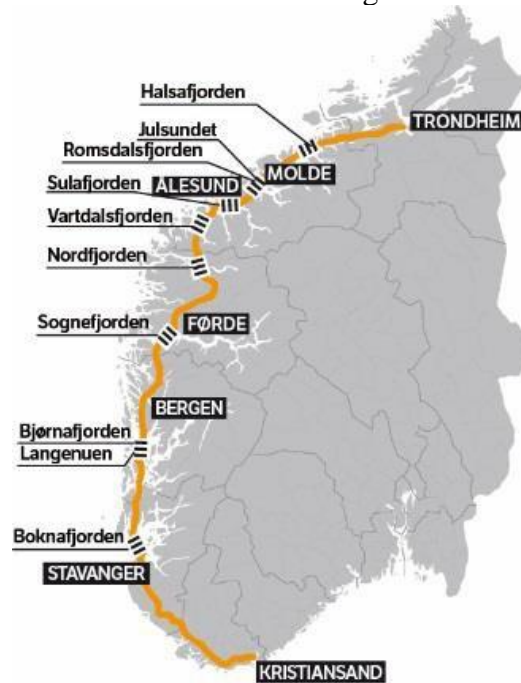 Halsafjorden
TRONDHEIM
Julsundet
Romsdalsfjorden
MOLDE
Sulafjorden
ÅLESUND
Vartdalsfjorden
Nordfjorden
Sognefjorden
FØRDE
BERGEN
Bjørnafjorden
Langenuen
Boknafjorden
STAVANGER
KRISTIANSAND